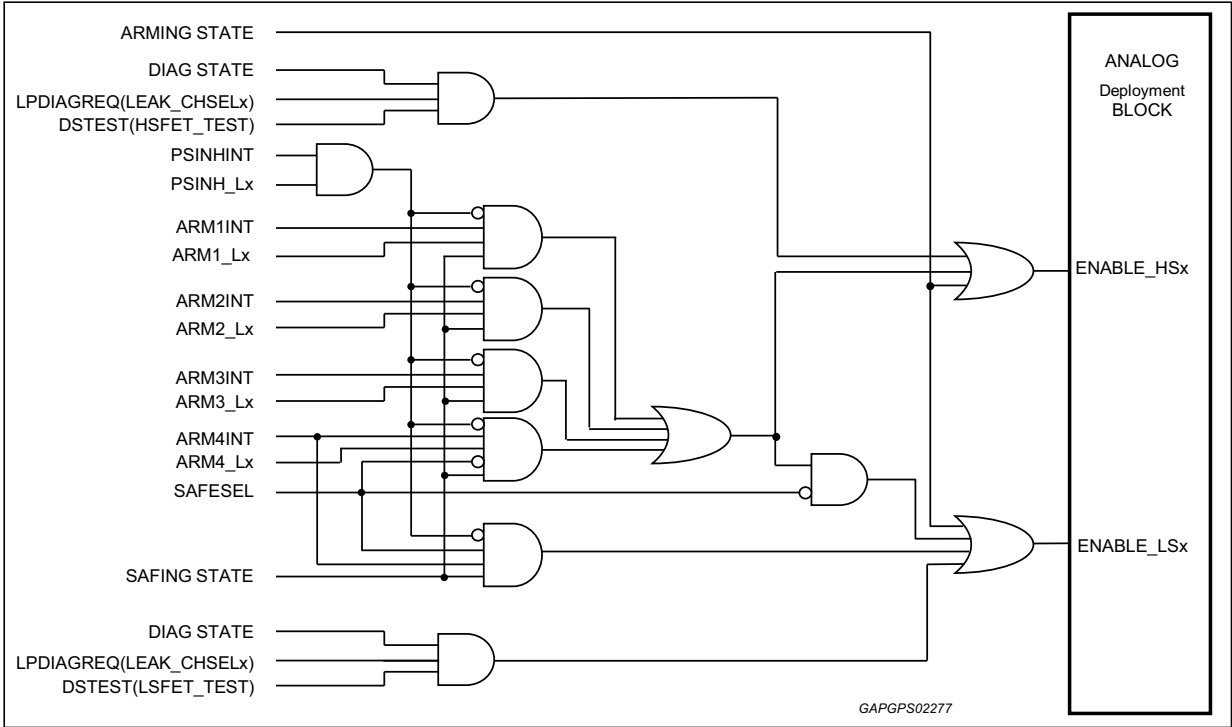 ARMING STATE
DIAG STATE
LPDIAGREQ(LEAK_CHSELx)
DSTEST(HSFET_TEST)
PSINHINT
PSINH_Lx
ARM1INT
ARM1_Lx
ARM2INT
ARM2_Lx
ARM3INT
ARM3_Lx
ARM4INT
ARM4_Lx
SAFESEL
SAFING STATE
DIAG STATE
LPDIAGREQ(LEAK_CHSELx)
DSTEST(LSFET_TEST)
ANALOG
Deployment
BLOCK
ENABLE_HSx
ENABLE_LSx
GAPGPS02277